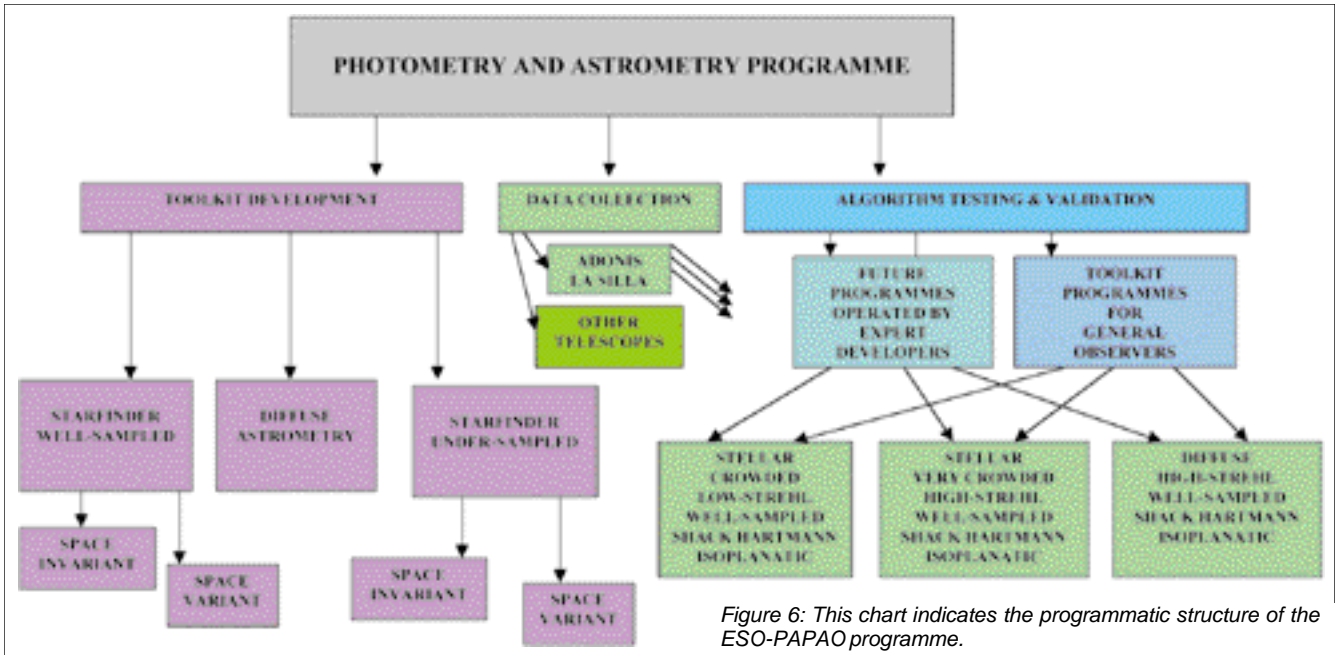 PHOTOMETRY AND ASTROMETRY PROGRAMME
TOOLKIT DEVELOPMENT
DATA COLLECTION
ALGORITHM TESTING & VALIDATION
ADONIS
LA SILLA
OTHER
TELESCOPES
FUTURE
PROGRAMMES
OPERATED BY
EXPERT
DEVELOPERS
TOOLKIT
PROGRAMMES
FOR
GENERAL
OBSERVERS
STARFINDER
WELL-SAMPLED
DIFFUSE
ASTROMETRY
STARFINDER
UNDER-SAMPLED
SPACE
INVARIANT
SPACE
VARIANT
SPACE
INVARIANT
SPACE
VARIANT
STELLAR
CROWDED
LOW-STREHL
WELL-SAMPLED
SHACK HARTMANN
ISOPLANATIC
STELLAR
VERY CROWDED
HIGH-STREHL
WELL-SAMPLED
SHACK HARTMANN
ISOPLANATIC
DIFFUSE
HIGH-STREHL
WELL-SAMPLED
SHACK HARTMANN
ISOPLANATIC
Figure 6: This chart indicates the programmatic structure of the
ESO-PAPAO programme.